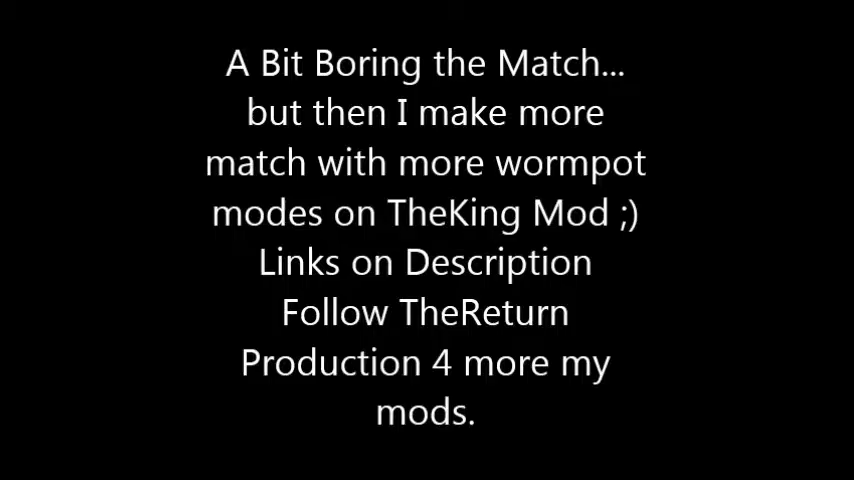 A Bit Boring the Match...
but then I make more
match with more wormpot
modes on TheKing Mod ;)
Links on Description
Follow TheReturn
Production 4 more my
mods.